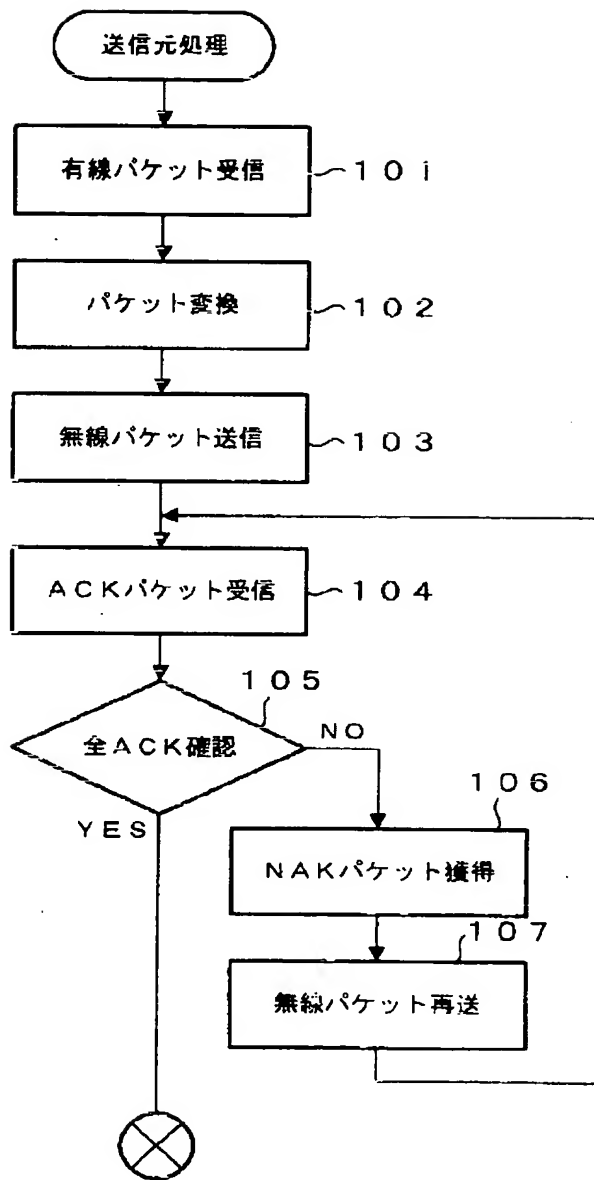 送信元処理
有線パケット受信
101
パケット変換
102
無線パケット送信
103
ACKパケット受信
104
105
全ACK確認
NO
YES
106
NAKパケット獲得
107
無線パケット再送